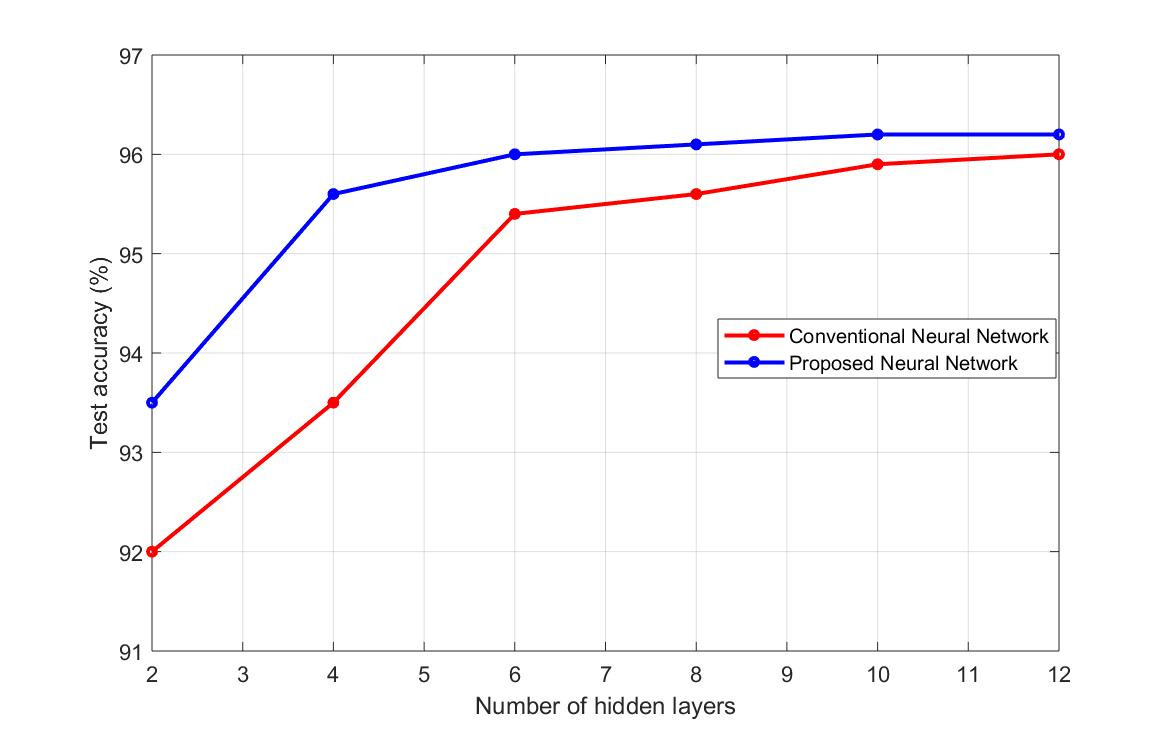 97
96
95
94
93
92
91
Test accuracy (%)
Conventional Neural Network
Proposed Neural Network
2 3 4 5 6 7 8 9 10 11 12
Number of hidden layers